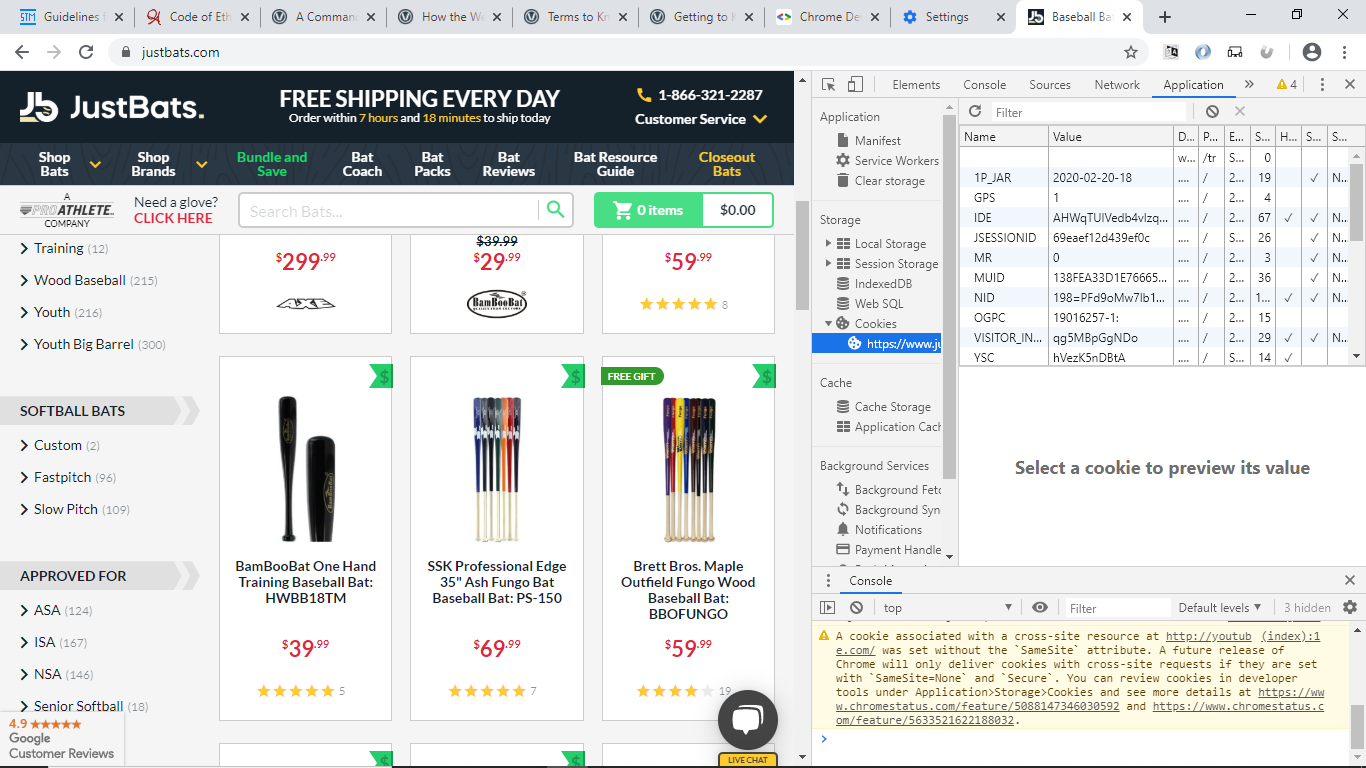 Guidelines f
Code of Eth
A Comman
How the We
Terms to Kn
Getting to K
Chrome De
Settings
Baseball Ba
justbats.com
JustBats.
FREE SHIPPING EVERY DAY
Order within 7 hours and 18 minutes to ship today
1-866-321-2287
Customer Service
Shop Bats
Shop Brands
Bundle and Save
Bat Coach
Bat Packs
Bat Reviews
Bat Resource Guide
Closeout Bats
A
PROATHLETE.
COMPANY
Need a glove?
CLICK HERE
Search Bats...
0 items
$0.00
Training (12)
Wood Baseball (215)
Youth (216)
Youth Big Barrel (300)
SOFTBALL BATS
Custom (2)
Fastpitch (96)
Slow Pitch (109)
APPROVED FOR
ASA (124)
ISA (167)
NSA (146)
Senior Softball (18)
4.9
Google
Customer Reviews
$299.99
AXE
$39.99
$29.99
BamBooBat
$59.99
8
BamBooBat One Hand
Training Baseball Bat:
HWBB18TM
$39.99
5
SSK Professional Edge
35" Ash Fungo Bat
Baseball Bat: PS-150
$69.99
7
FREE GIFT
Brett Bros. Maple
Outfield Fungo Wood
Baseball Bat:
BBOFUNGO
$59.99
19
LIVE CHAT
Elements
Console
Sources
Network
Application
4
Application
Manifest
Service Workers
Clear storage
Storage
Local Storage
Session Storage
IndexedDB
Web SQL
Cookies
https://www.ju
Cache
Cache Storage
Application Cach
Background Services
Background Fetc
Background Syn
Notifications
Payment Handle
Filter
Name Value D... P... E... S... H... S... S...
w... /tr S... 0
1P_JAR 2020-02-20-18 .... / 2... 19 ✓ N...
GPS 1 .... / 2... 4
IDE AHWqTUlVedb4vlzq... .... / 2... 67 ✓ ✓ N...
JSESSIONID 69eaef12d439ef0c .... / S... 26 ✓ N...
MR 0 .... / 2... 3 ✓ N...
MUID 138FEA33D1E76665... .... / 2... 36 ✓ N...
NID 198=PFd9oMw7lb1... .... / 2... 1... ✓ ✓ N...
OGPC 19016257-1: .... / 2... 15
VISITOR_IN... qg5MBpGgNDo .... / 2... 29 ✓ ✓ N...
YSC hVezK5nDBtA .... / S... 14 ✓
Select a cookie to preview its value
Console
top
Filter
Default levels
3 hidden
A cookie associated with a cross-site resource at http://youtub (index):1
e.com/ was set without the `SameSite` attribute. A future release of
Chrome will only deliver cookies with cross-site requests if they are set
with `SameSite=None` and `Secure`. You can review cookies in developer
tools under Application>Storage>Cookies and see more details at https://ww
w.chromestatus.com/feature/5088147346030592 and https://www.chromestatus.c
om/feature/5633521622188032.